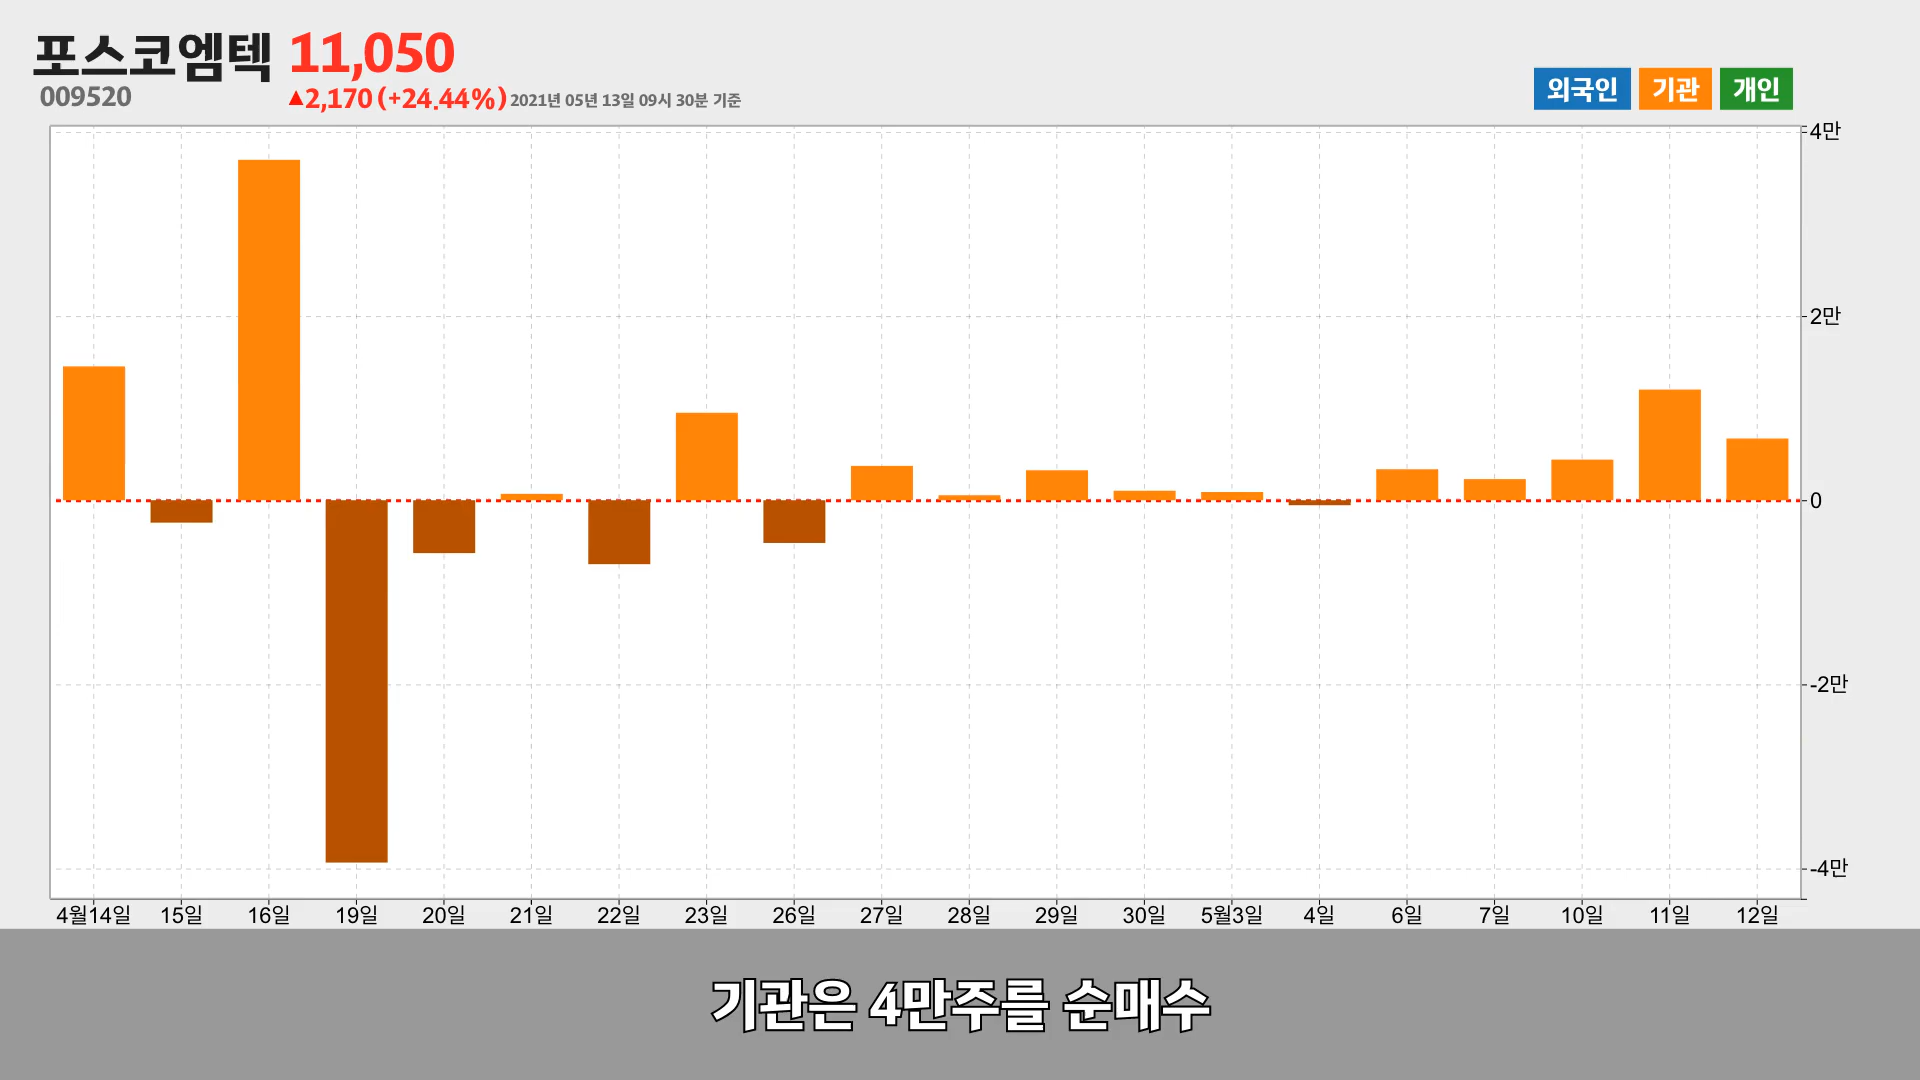 포스코엠텍 11,050
009520
▲2,170 (+24.44%) 2021년 05년 13일 09시 30분 기준
외국인 기관 개인
4만
2만
0
-2만
-4만
4월14일 15일 16일 19일 20일 21일 22일 23일 26일 27일 28일 29일 30일 5월3일 4일 6일 7일 10일 11일 12일
기관은 4만주를 순매수